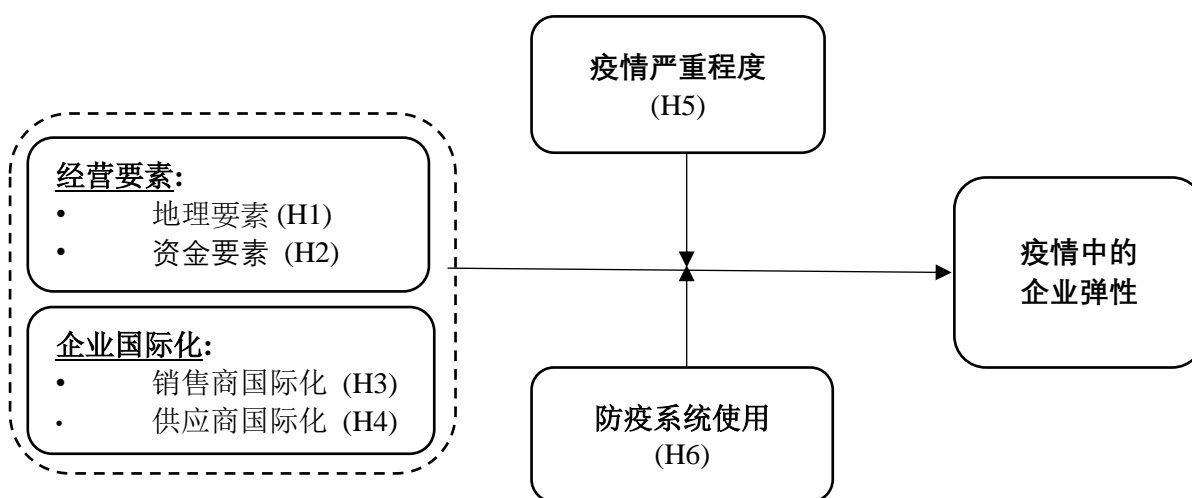 疫情严重程度
(H5)
经营要素:
• 地理要素 (H1)
• 资金要素 (H2)
企业国际化:
• 销售商国际化 (H3)
• 供应商国际化 (H4)
疫情中的
企业弹性
防疫系统使用
(H6)